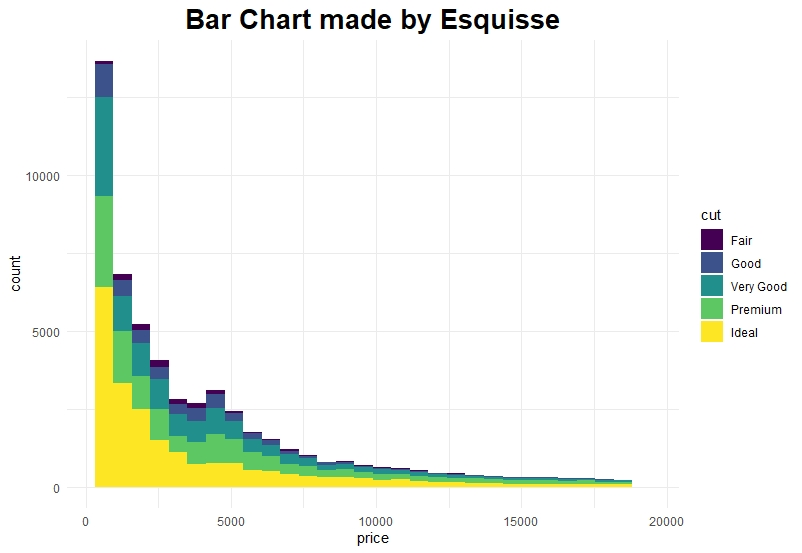 Bar Chart made by Esquisse
count
10000
5000
0
0 5000 10000 15000 20000
price
cut
Fair
Good
Very Good
Premium
Ideal